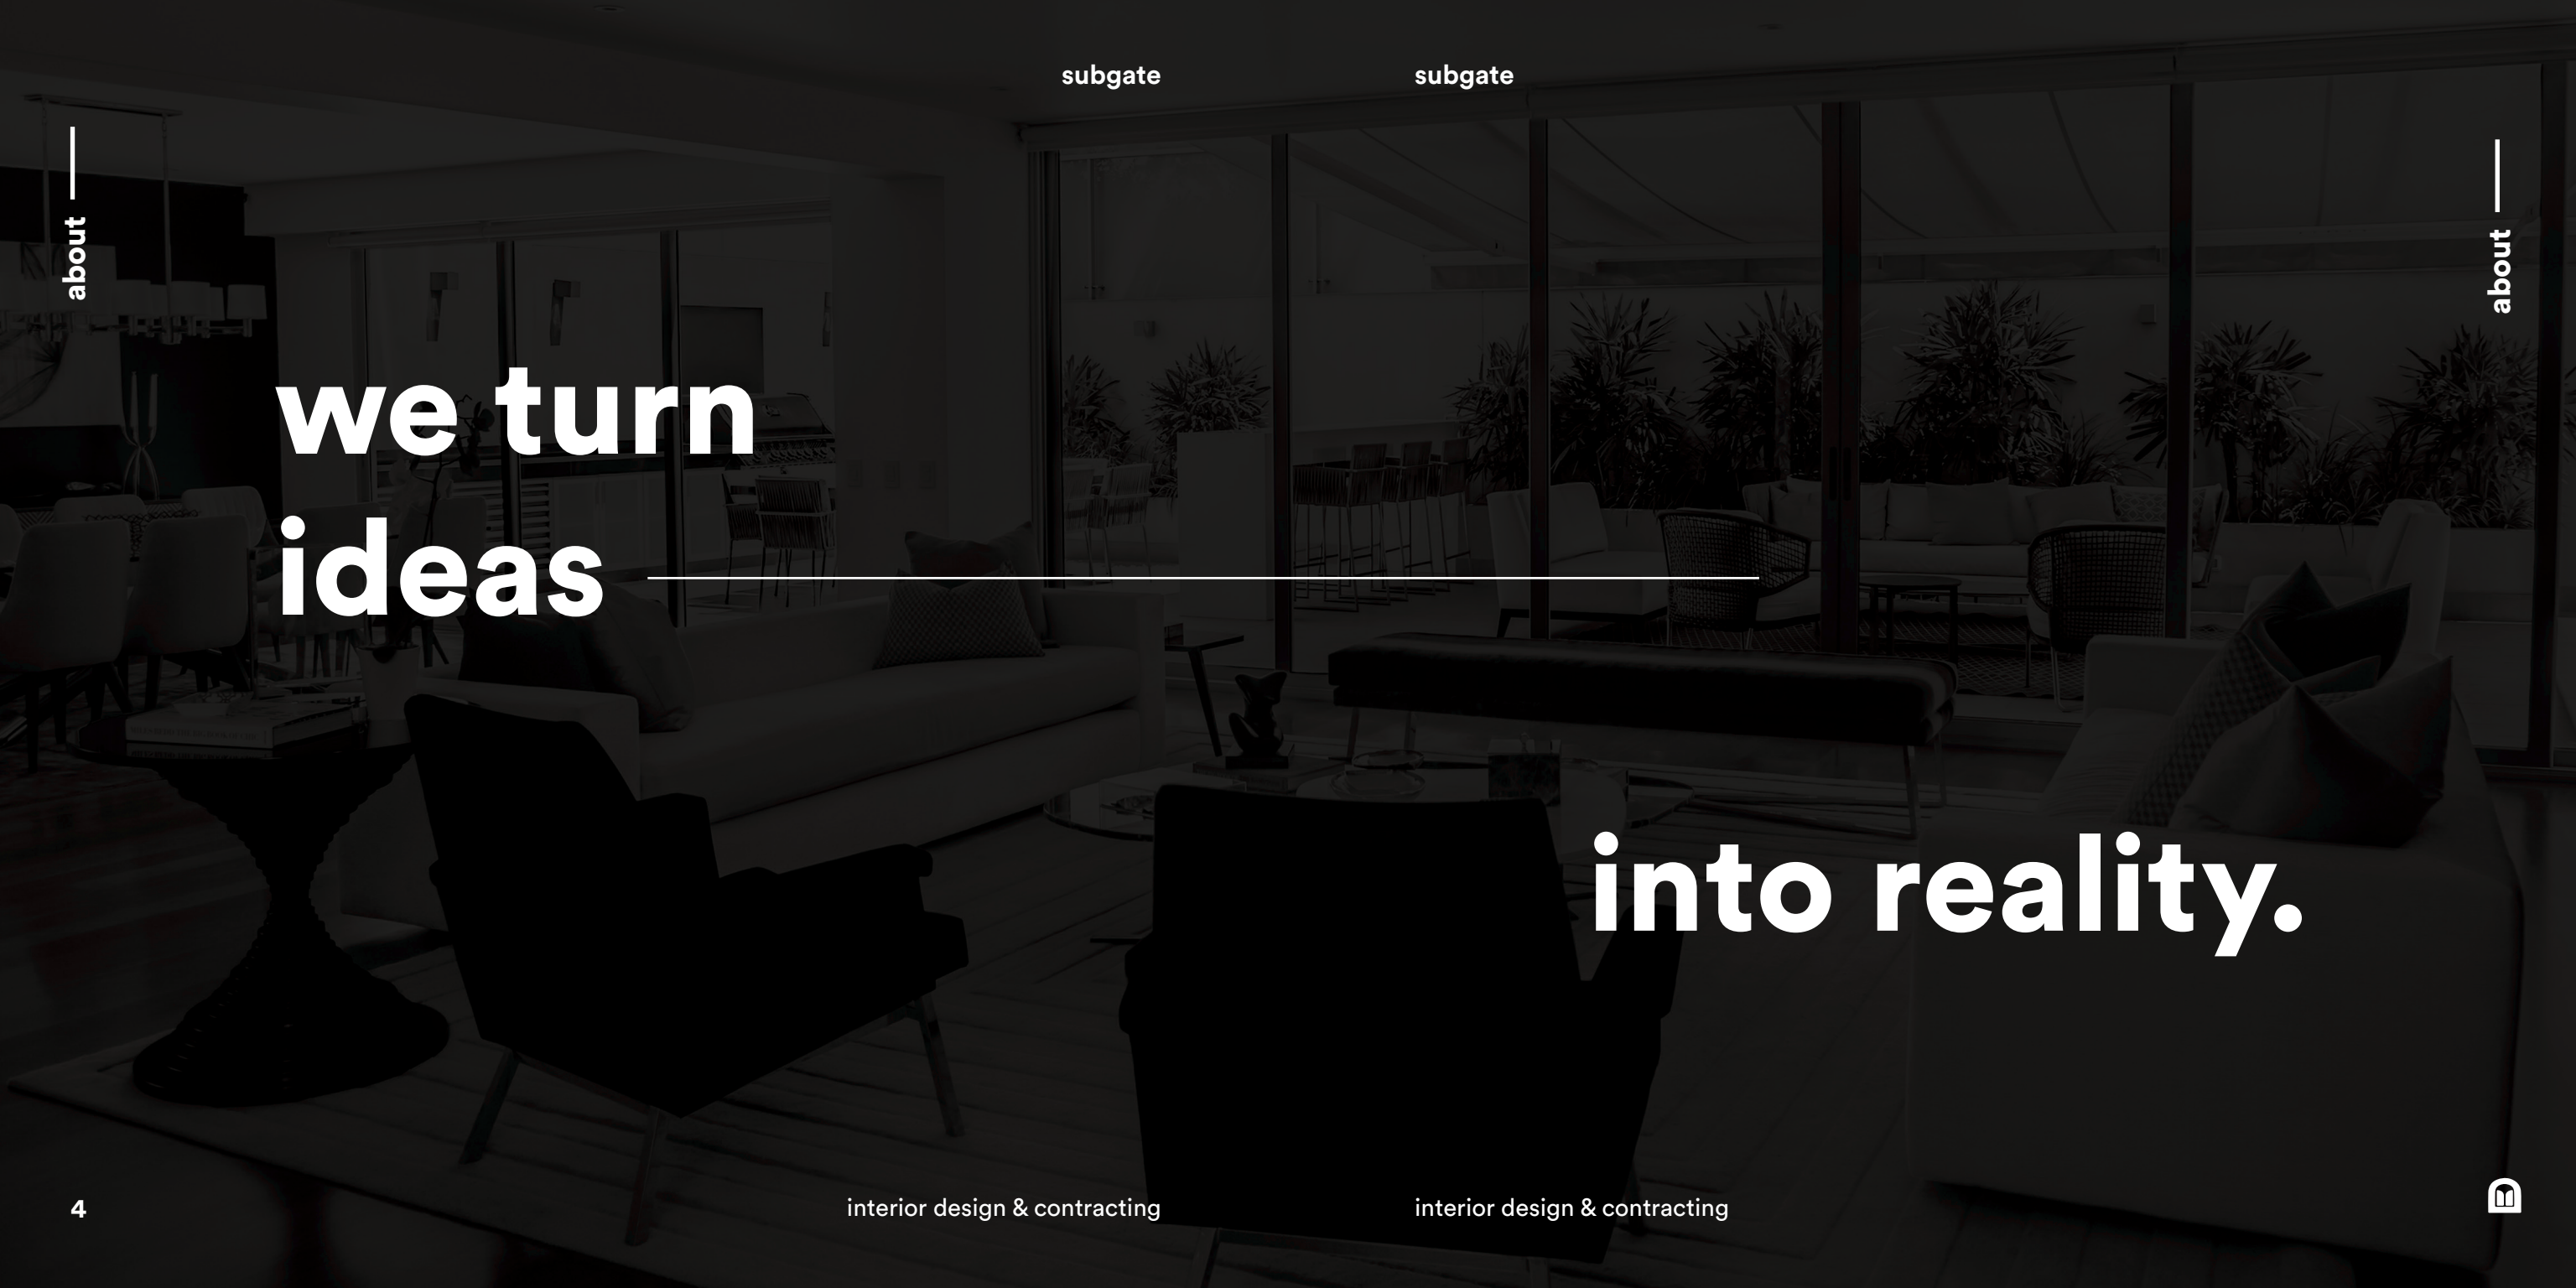 subgate
subgate
about
about
we turn
ideas
into reality.
4
interior design & contracting
interior design & contracting